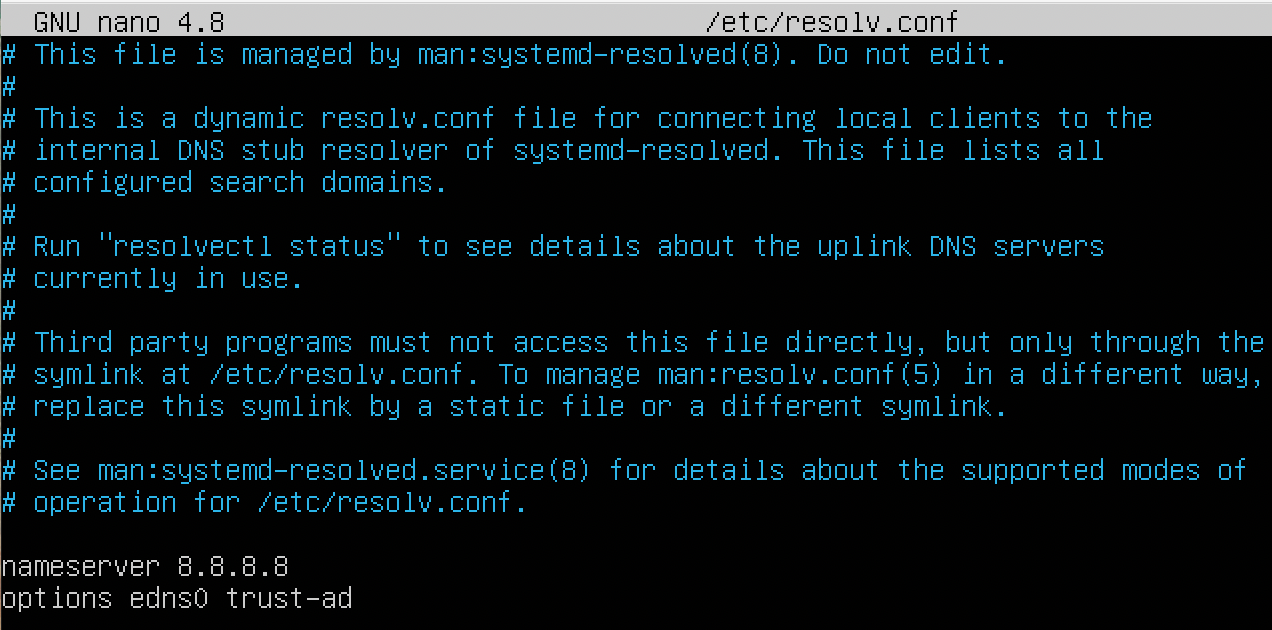 GNU nano 4.8 /etc/resolv.conf
# This file is managed by man:systemd-resolved(8). Do not edit.
#
# This is a dynamic resolv.conf file for connecting local clients to the
# internal DNS stub resolver of systemd-resolved. This file lists all
# configured search domains.
#
# Run "resolvectl status" to see details about the uplink DNS servers
# currently in use.
#
# Third party programs must not access this file directly, but only through the
# symlink at /etc/resolv.conf. To manage man:resolv.conf(5) in a different way,
# replace this symlink by a static file or a different symlink.
#
# See man:systemd-resolved.service(8) for details about the supported modes of
# operation for /etc/resolv.conf.
nameserver 8.8.8.8
options edns0 trust-ad